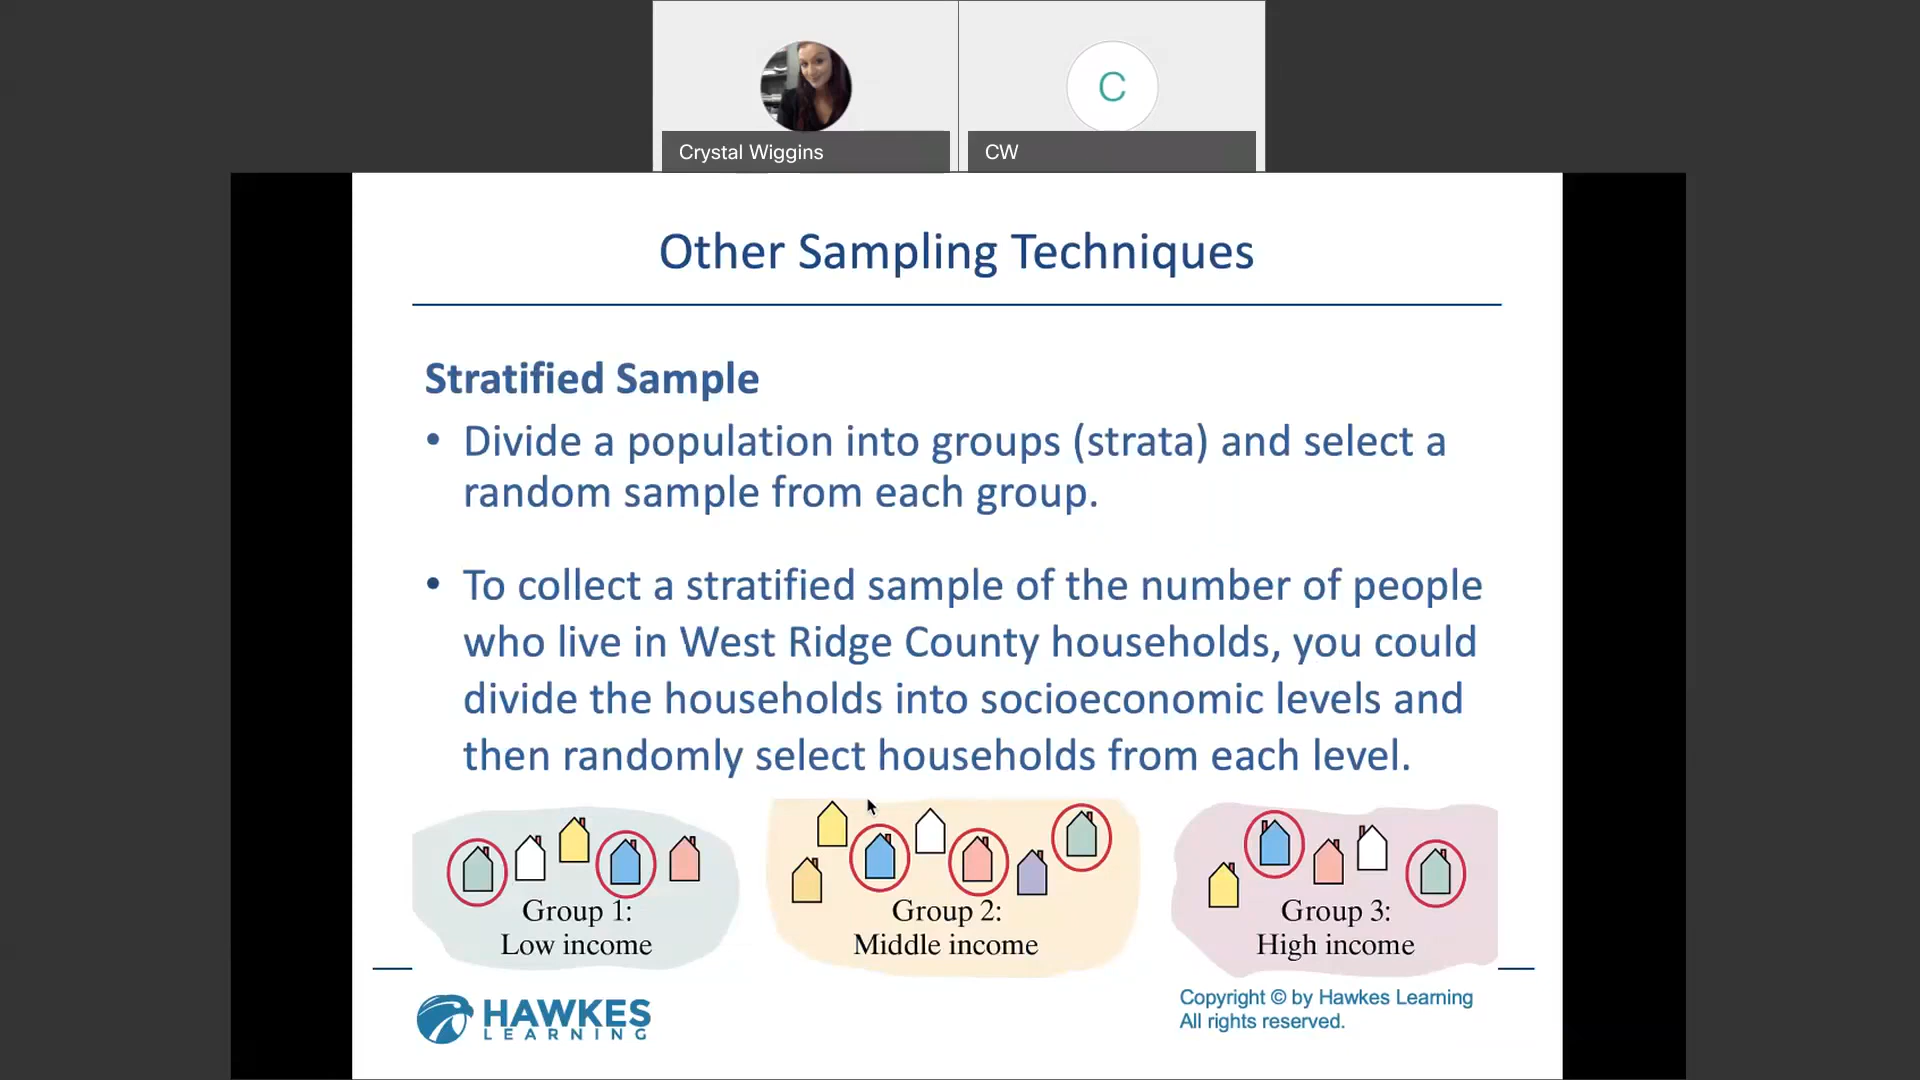 C
Crystal Wiggins
CW
Other Sampling Techniques
Stratified Sample
• Divide a population into groups (strata) and select a
random sample from each group.
• To collect a stratified sample of the number of people
who live in West Ridge County households, you could
divide the households into socioeconomic levels and
then randomly select households from each level.
Group 1:
Low income
Group 2:
Middle income
Group 3:
High income
HAWKES
LEARNING
Copyright © by Hawkes Learning
All rights reserved.